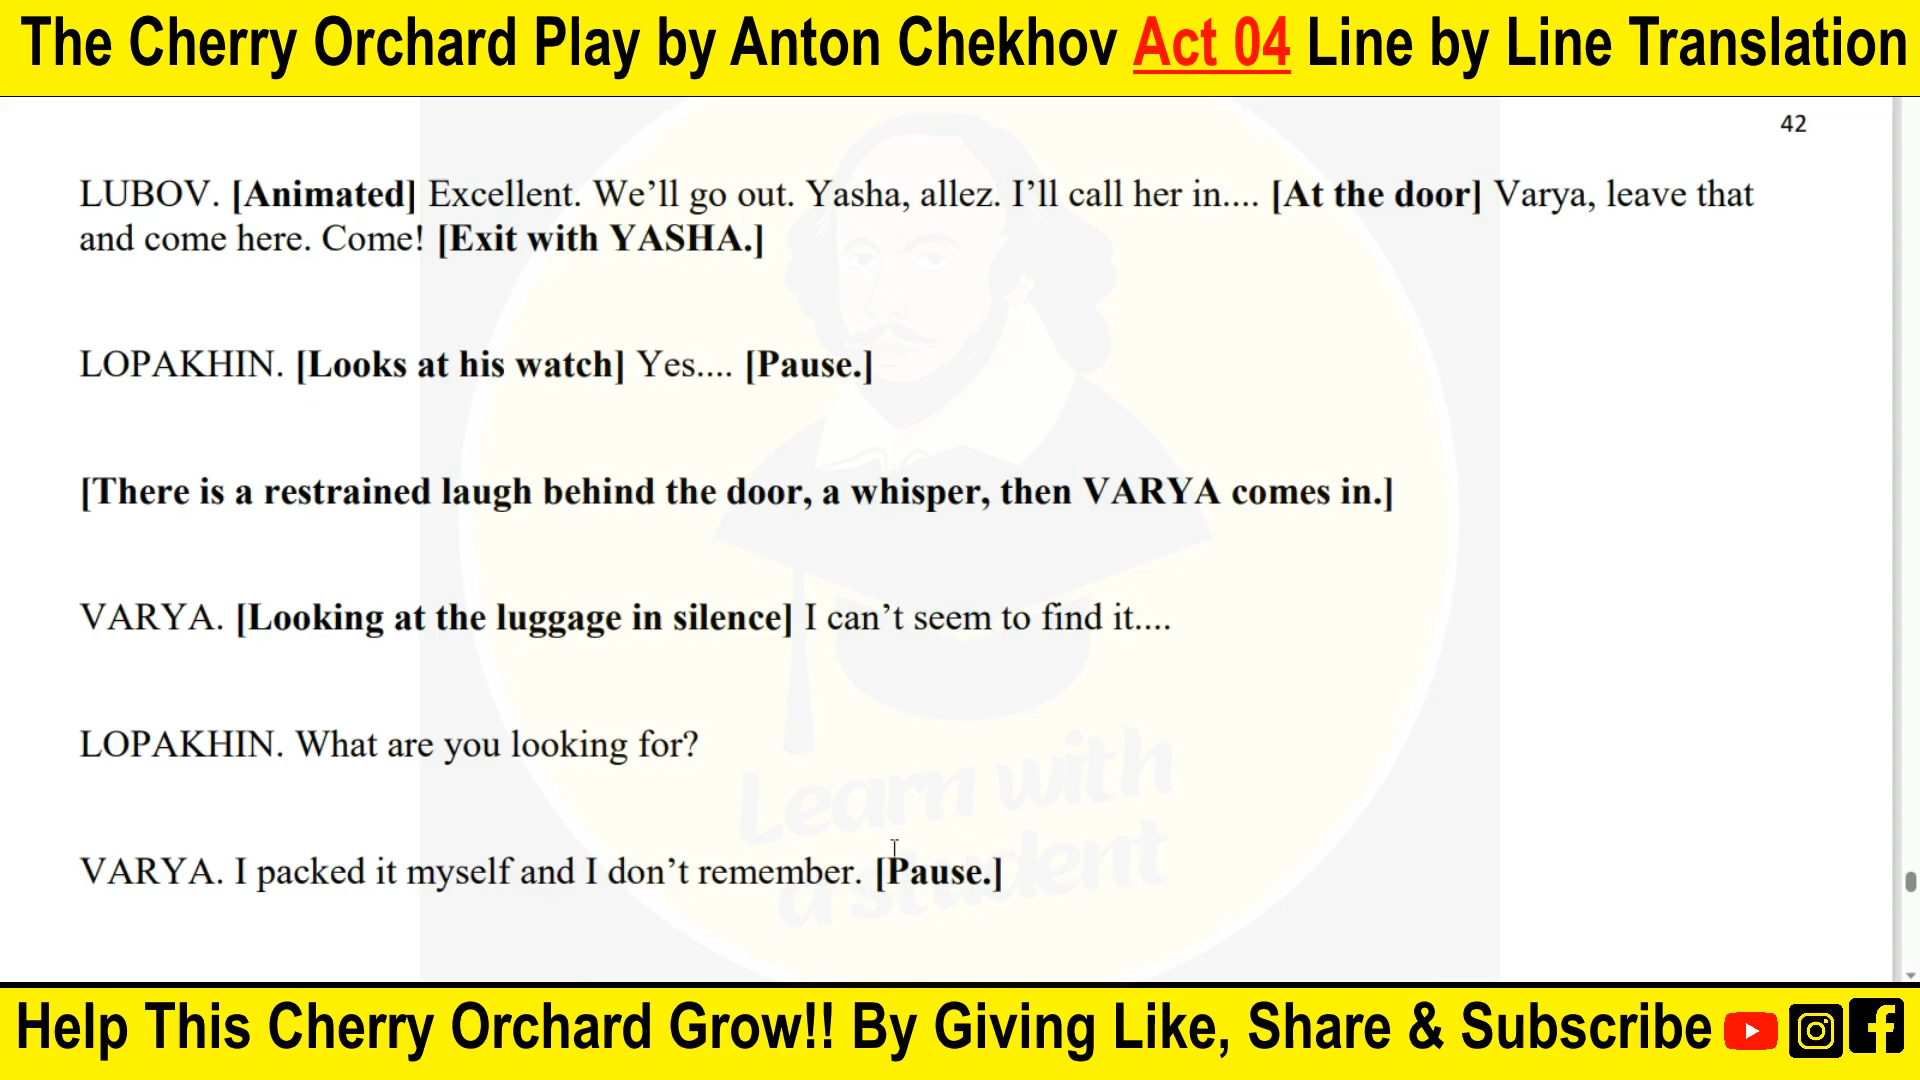 The Cherry Orchard Play by Anton Chekhov Act 04 Line by Line Translation
42
LUBOV. [Animated] Excellent. We’ll go out. Yasha, allez. I’ll call her in.... [At the door] Varya, leave that
and come here. Come! [Exit with YASHA.]
LOPAKHIN. [Looks at his watch] Yes.... [Pause.]
[There is a restrained laugh behind the door, a whisper, then VARYA comes in.]
VARYA. [Looking at the luggage in silence] I can’t seem to find it....
LOPAKHIN. What are you looking for?
Learn with
VARYA. I packed it myself and I don’t remember. [Pause.]
a student
Help This Cherry Orchard Grow!! By Giving Like, Share & Subscribe